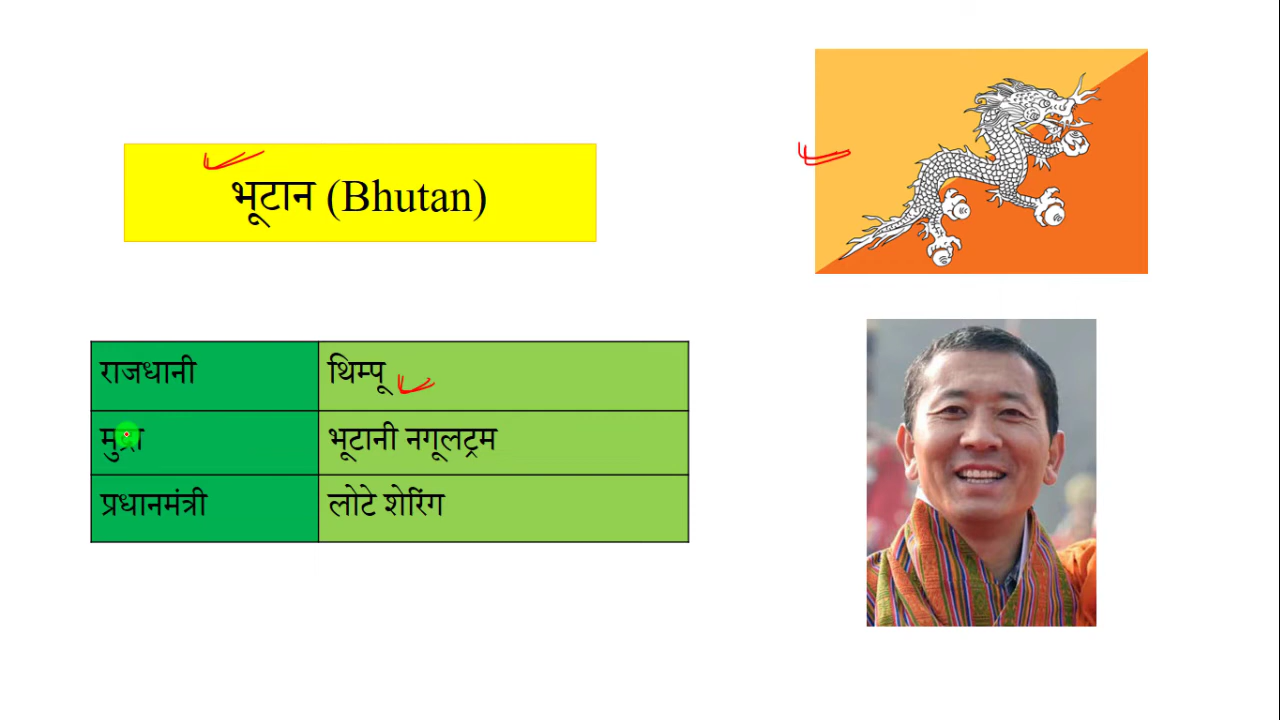 भूटान (Bhutan)
राजधानी थिम्पू
मुद्रा भूटानी नगूलट्रम
प्रधानमंत्री लोटे शेरिंग